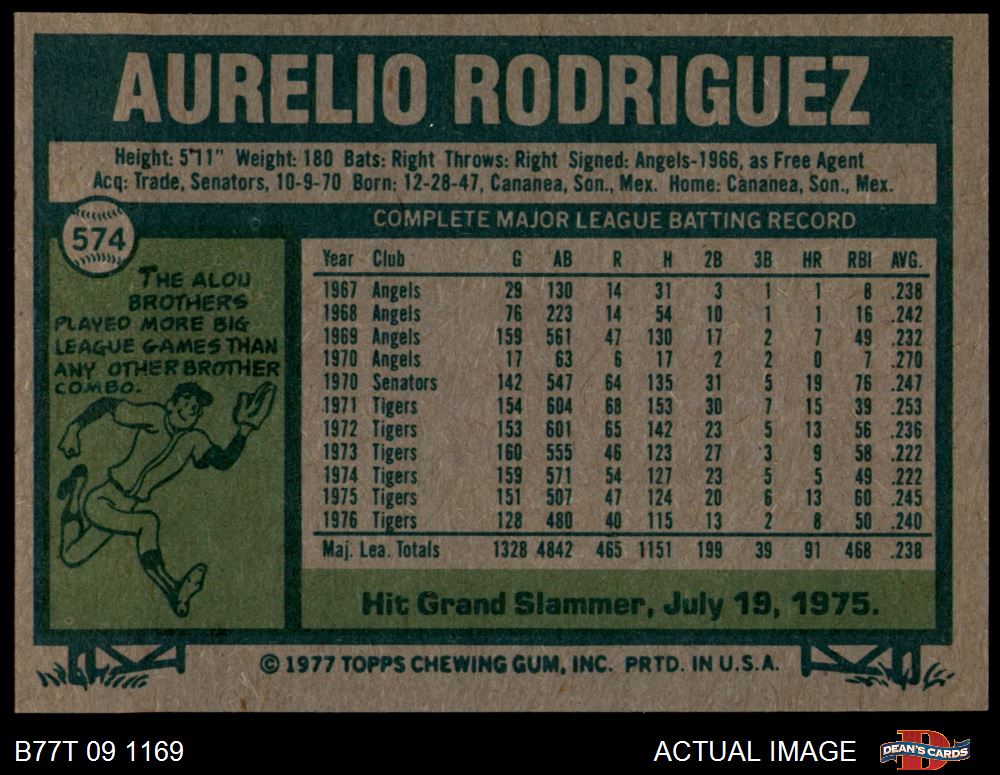 AURELIO RODRIGUEZ
Height: 5'11" Weight: 180 Bats: Right Throws: Right Signed: Angels-1966, as Free Agent
Acq: Trade, Senators, 10-9-70 Born: 12-28-47, Cananea, Son., Mex. Home: Cananea, Son., Mex.
574
THE ALOU
BROTHERS
PLAYED MORE BIG
LEAGUE GAMES THAN
ANY OTHER BROTHER
COMBO.
COMPLETE MAJOR LEAGUE BATTING RECORD
Year Club G AB R H 2B 3B HR RBI AVG.
1967 Angels 29 130 14 31 3 1 1 8 .238
1968 Angels 76 223 14 54 10 1 1 16 .242
1969 Angels 159 561 47 130 17 2 7 49 .232
1970 Angels 17 63 6 17 2 2 0 7 .270
1970 Senators 142 547 64 135 31 5 19 76 .247
1971 Tigers 154 604 68 153 30 7 15 39 .253
1972 Tigers 153 601 65 142 23 5 13 56 .236
1973 Tigers 160 555 46 123 27 3 9 58 .222
1974 Tigers 159 571 54 127 23 5 5 49 .222
1975 Tigers 151 507 47 124 20 6 13 60 .245
1976 Tigers 128 480 40 115 13 2 8 50 .240
Maj. Lea. Totals 1328 4842 465 1151 199 39 91 468 .238
Hit Grand Slammer, July 19, 1975.
© 1977 TOPPS CHEWING GUM, INC. PRTD. IN U.S.A.
B77T 09 1169
ACTUAL IMAGE
DEAN'S CARDS